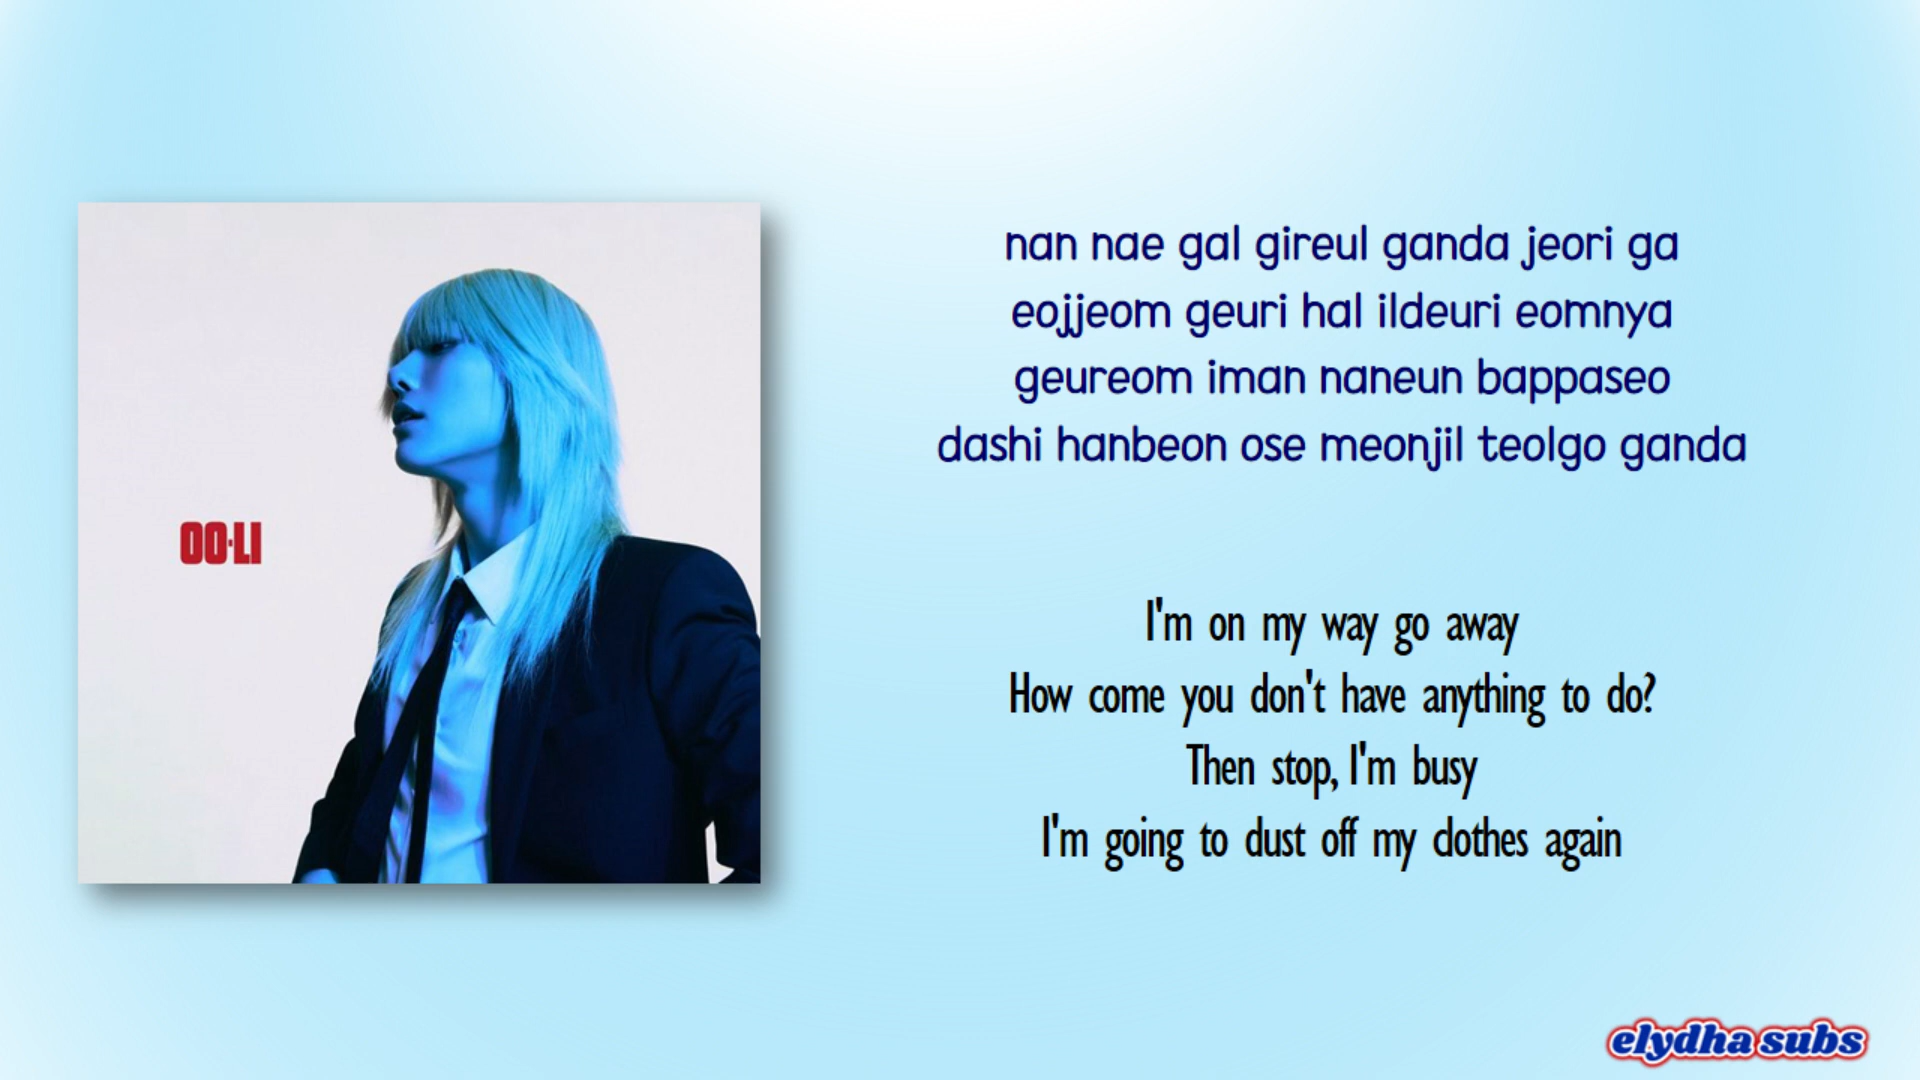 OO·LI
nan nae gal gireul ganda jeori ga
eojjeom geuri hal ildeuri eomnya
geureom iman naneun bappaseo
dashi hanbeon ose meonjil teolgo ganda
I'm on my way go away
How come you don't have anything to do?
Then stop, I'm busy
I'm going to dust off my clothes again
elydha subs